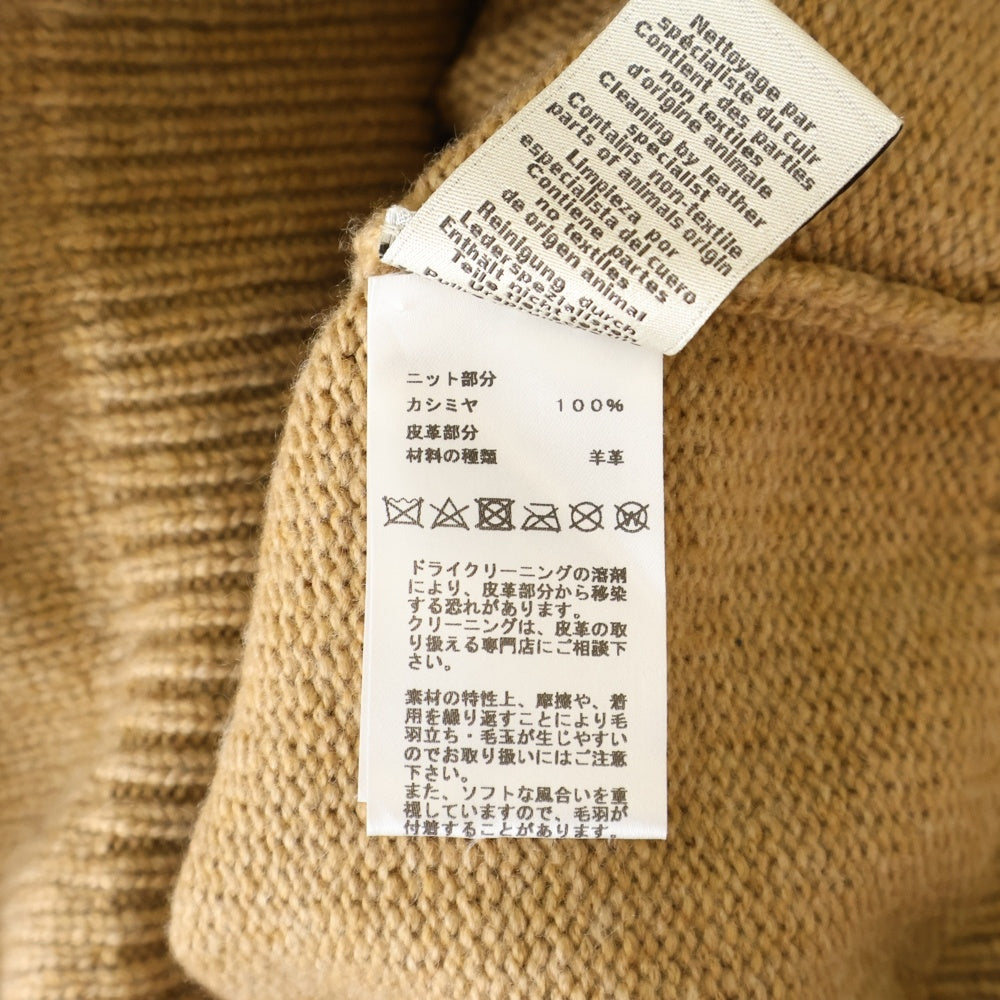 Nettoyage par
spécialiste du cuir
Contient des parties
non textiles
d'origine animale
Cleaning by leather
specialist
Contains non-textile
parts of animals origin
Limpieza por
especialista del cuero
Contiene partes
no textiles
de origen animal
Reinigung durch
Lederspezialisten
Enthält
Teile nicht
ニット部分
カシミヤ 100%
皮革部分
材料の種類 羊革
W
ドライクリーニングの溶剤
により、皮革部分から移染
する恐れがあります。
クリーニングは、皮革の取
り扱える専門店にご相談下
さい。
素材の特性上、摩擦や、着
用を繰り返すことにより毛
羽立ち・毛玉が生じやすい
のでお取り扱いにはご注意
下さい。
また、ソフトな風合いを重
視していますので、毛羽が
付着することがあります。